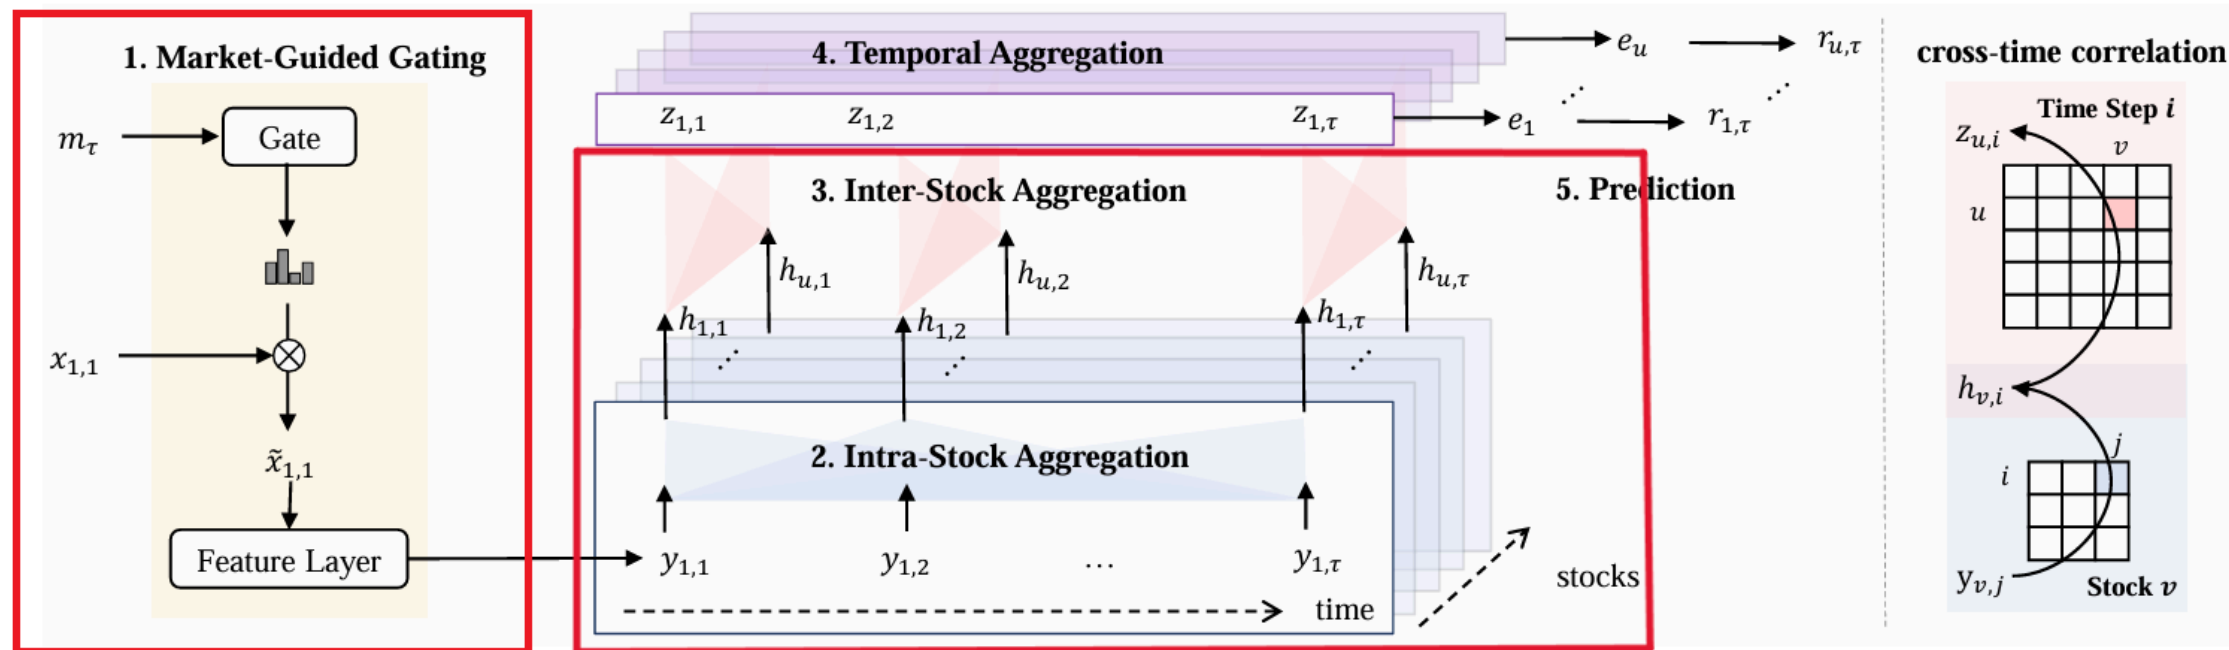 1. Market-Guided Gating
m_τ
Gate
x_{1,1}
x̃_{1,1}
Feature Layer
4. Temporal Aggregation
z_{1,1} z_{1,2} z_{1,τ}
e_u r_{u,τ}
⋰ ⋰
e_1 r_{1,τ}
3. Inter-Stock Aggregation
5. Prediction
h_{u,1} h_{u,2} h_{u,τ}
h_{1,1} h_{1,2} h_{1,τ}
⋰ ⋰ ⋰
2. Intra-Stock Aggregation
y_{1,1} y_{1,2} … y_{1,τ}
time
stocks
cross-time correlation
Time Step i
z_{u,i}
v
u
h_{v,i}
j
i
y_{v,j}
Stock v